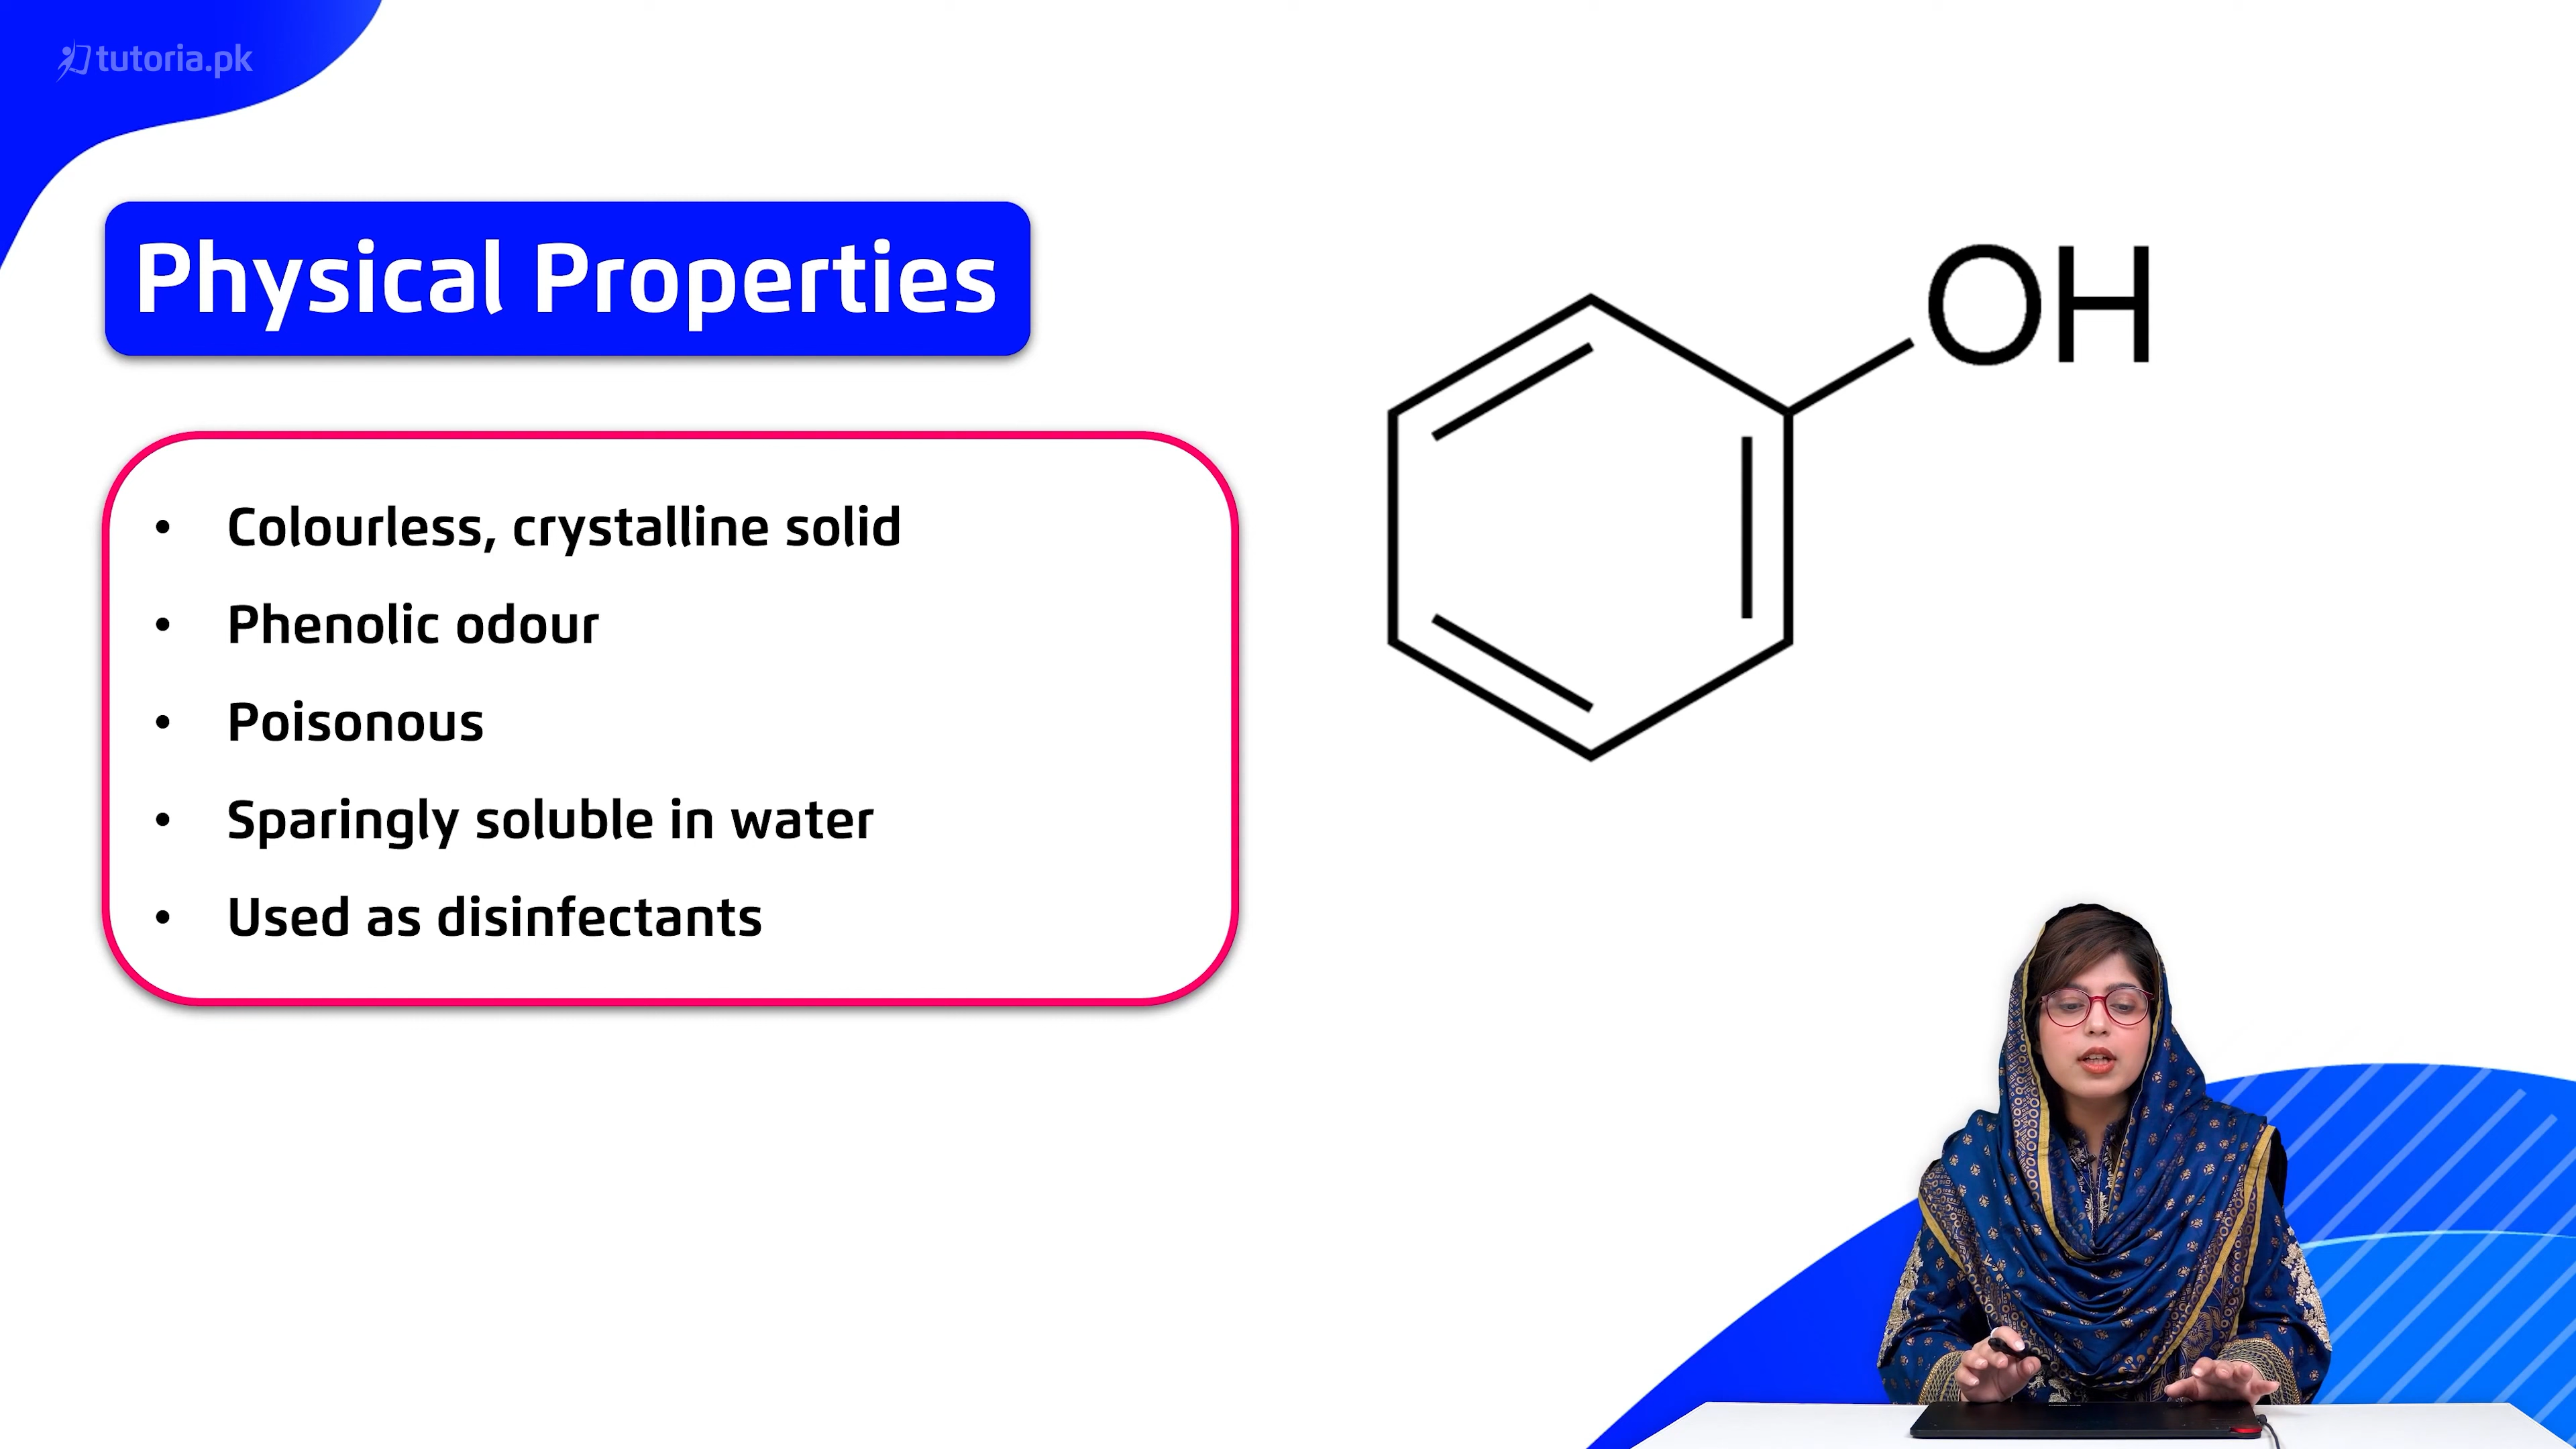 tutoria.pk
Physical Properties
OH
• Colourless, crystalline solid
• Phenolic odour
• Poisonous
• Sparingly soluble in water
• Used as disinfectants